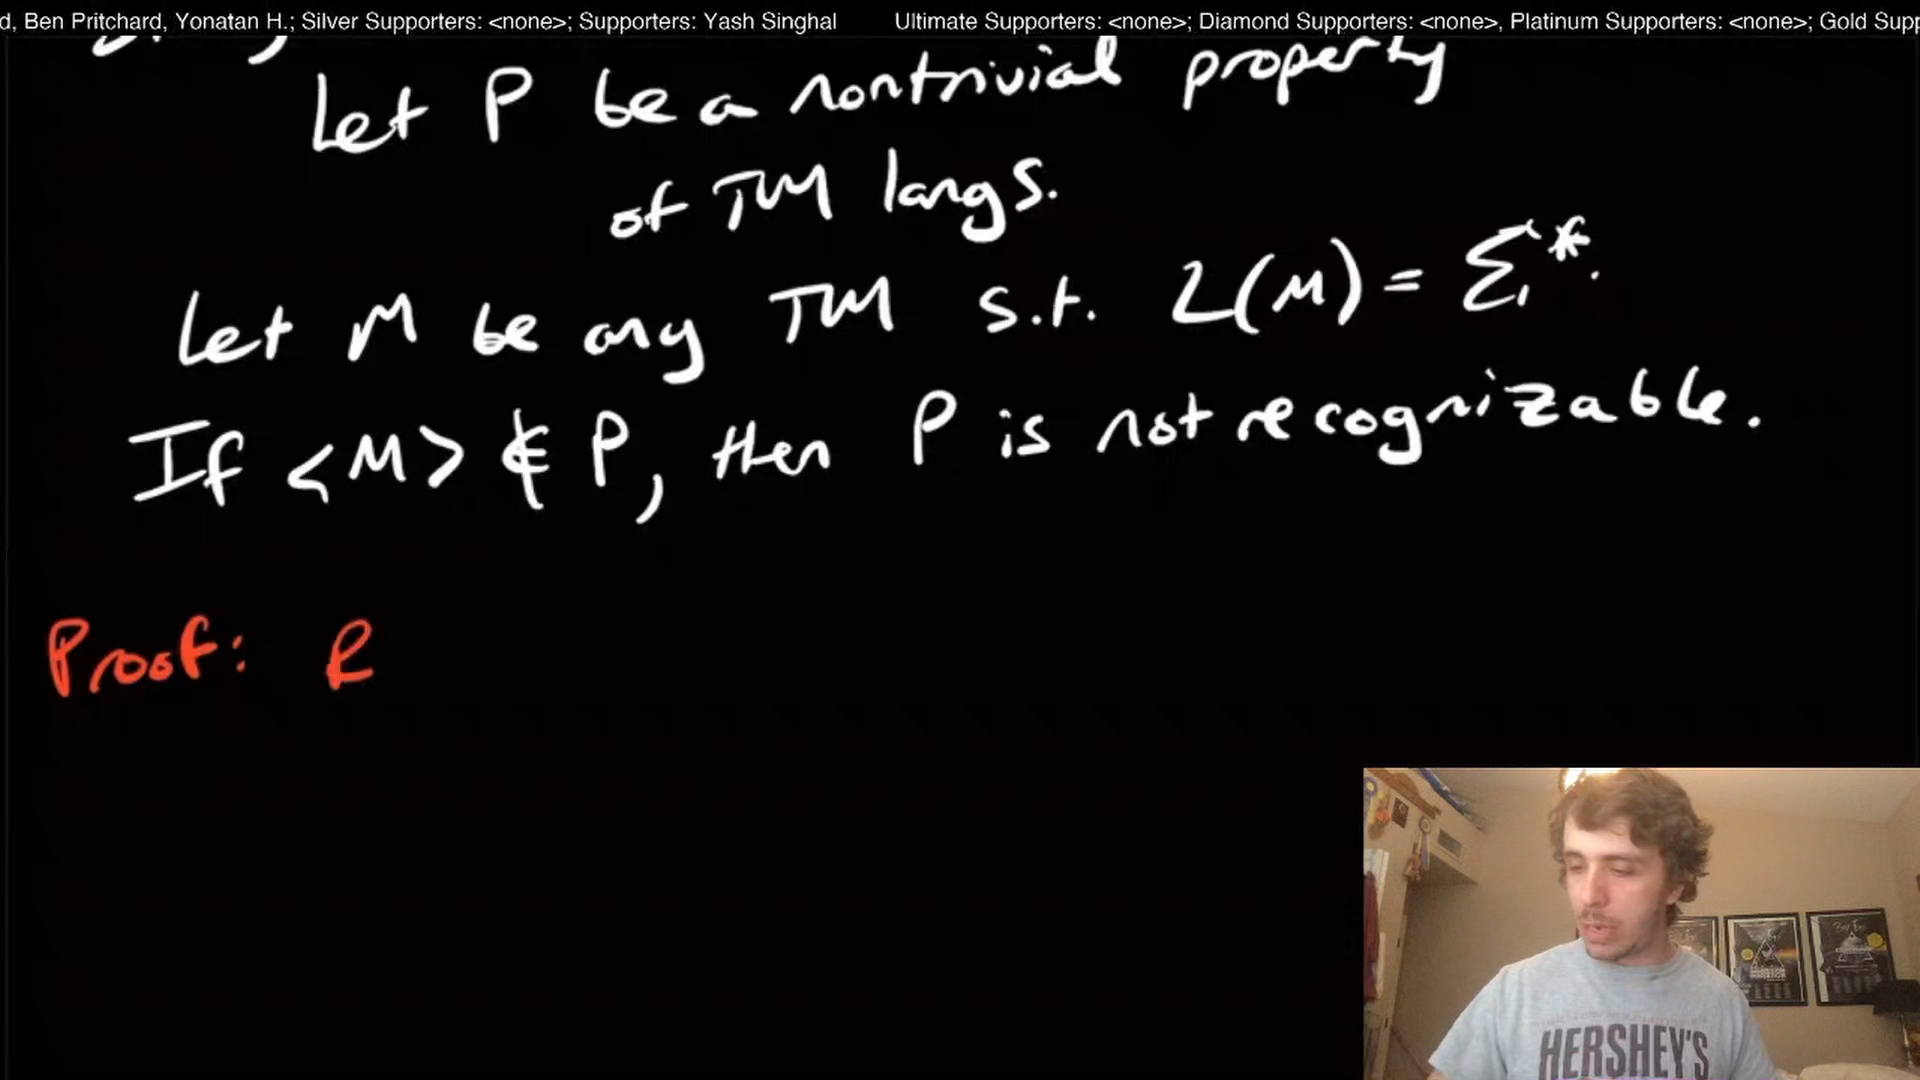 d, Ben Pritchard, Yonatan H.; Silver Supporters: <none>; Supporters: Yash Singhal Ultimate Supporters: <none>; Diamond Supporters: <none>, Platinum Supporters: <none>; Gold Supp
Let P be a nontrivial property
of TM langs.
Let M be any TM s.t. L(M) = Σ*.
If <M> ∉ P, then P is not recognizable.
Proof: R
HERSHEY'S